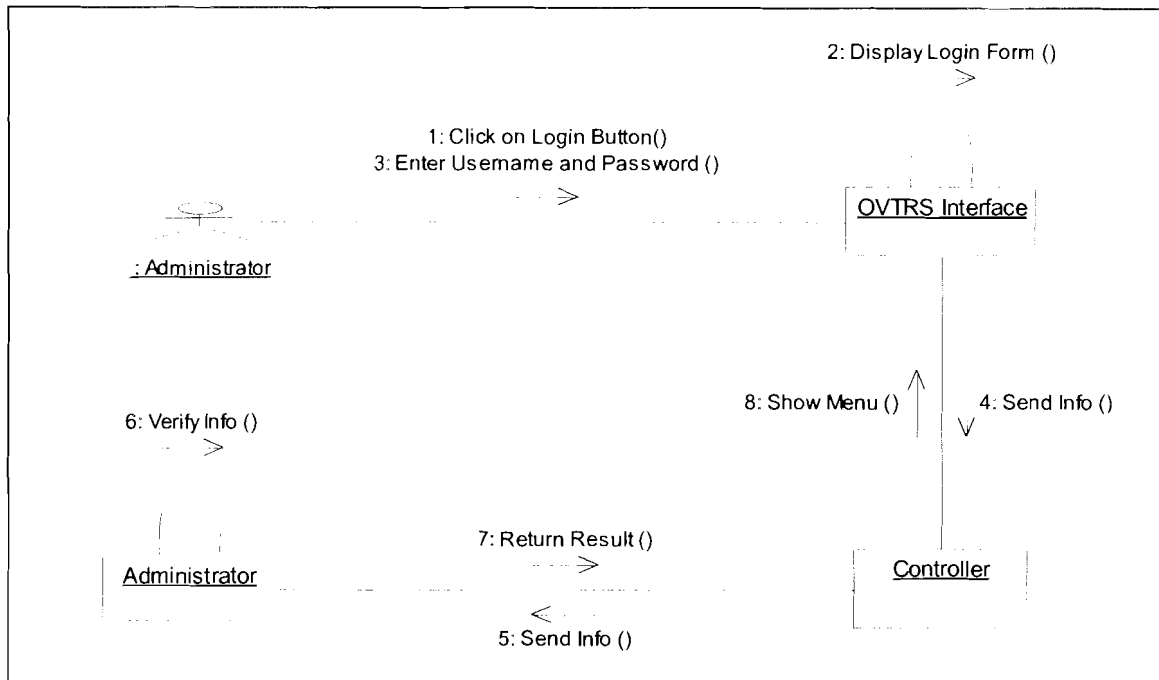 2: Display Login Form ()
1: Click on Login Button()
3: Enter Username and Password ()
OVTRS Interface
: Administrator
8: Show Menu ()
4: Send Info ()
6: Verify Info ()
7: Return Result ()
Administrator
Controller
5: Send Info ()